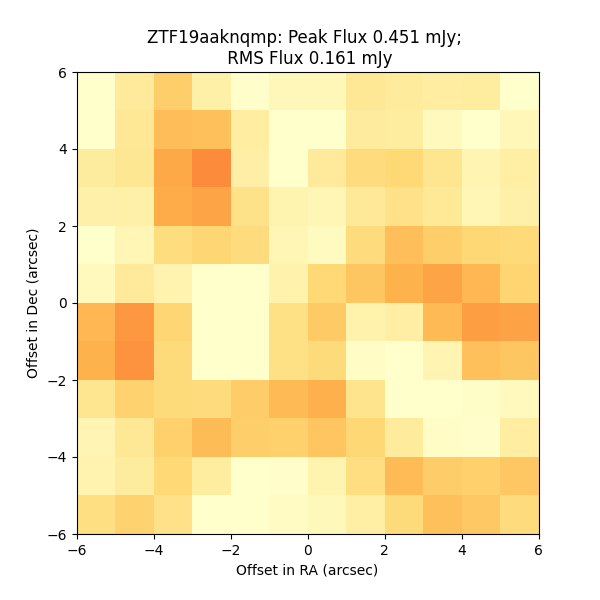 ZTF19aaknqmp: Peak Flux 0.451 mJy;
RMS Flux 0.161 mJy
6
4
2
0
−2
−4
−6
Offset in Dec (arcsec)
−6 −4 −2 0 2 4 6
Offset in RA (arcsec)